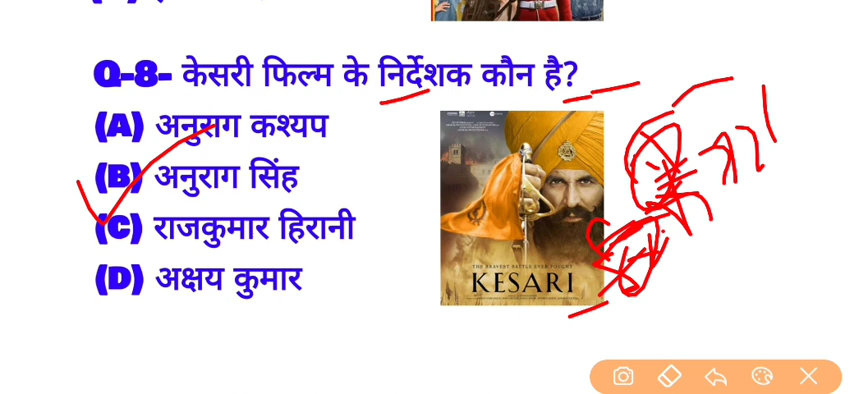 Q-8- केसरी फिल्म के निर्देशक कौन है?
(A) अनुराग कश्यप
(B) अनुराग सिंह
(C) राजकुमार हिरानी
(D) अक्षय कुमार
THE BRAVEST BATTLE EVER FOUGHT
KESARI